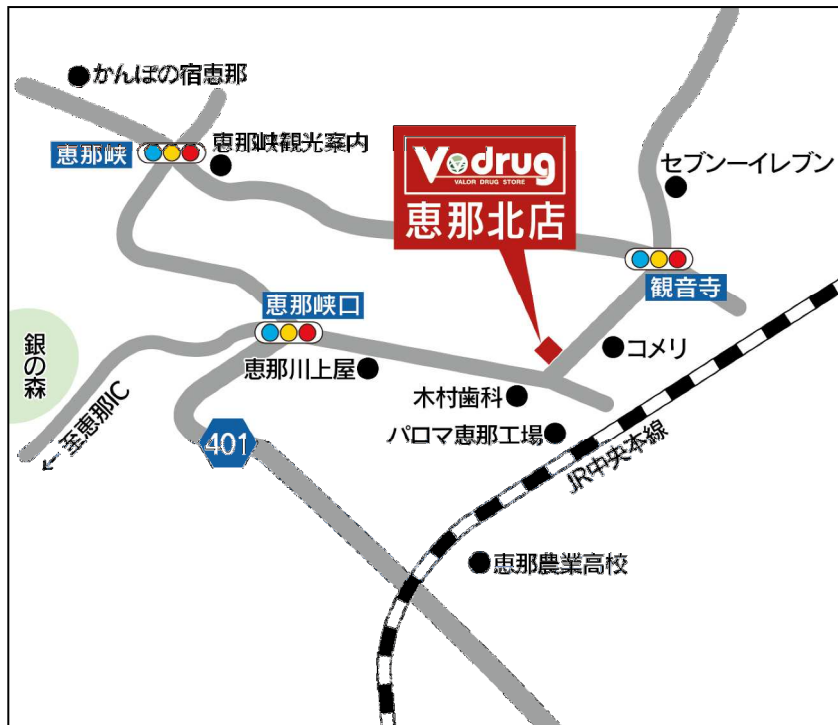 かんぽの宿恵那
恵那峡
恵那峡観光案内
V drug
VALOR DRUG STORE
恵那北店
セブンーイレブン
観音寺
恵那峡口
銀の森
恵那川上屋
コメリ
木村歯科
至恵那IC
401
パロマ恵那工場
JR中央本線
恵那農業高校